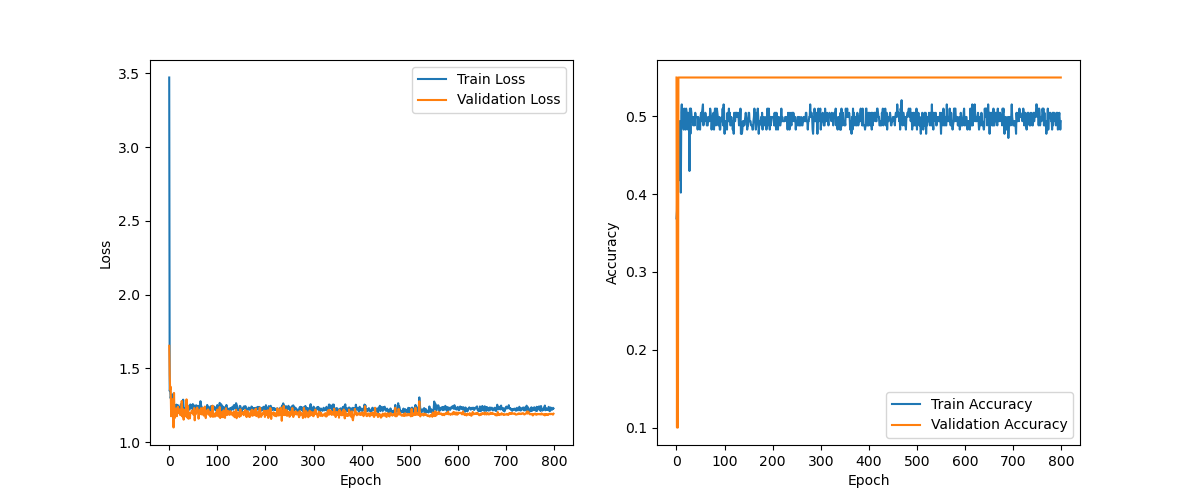 3.5
3.0
2.5
2.0
1.5
1.0
Loss
0 100 200 300 400 500 600 700 800
Epoch
Train Loss
Validation Loss
0.5
0.4
0.3
0.2
0.1
Accuracy
0 100 200 300 400 500 600 700 800
Epoch
Train Accuracy
Validation Accuracy